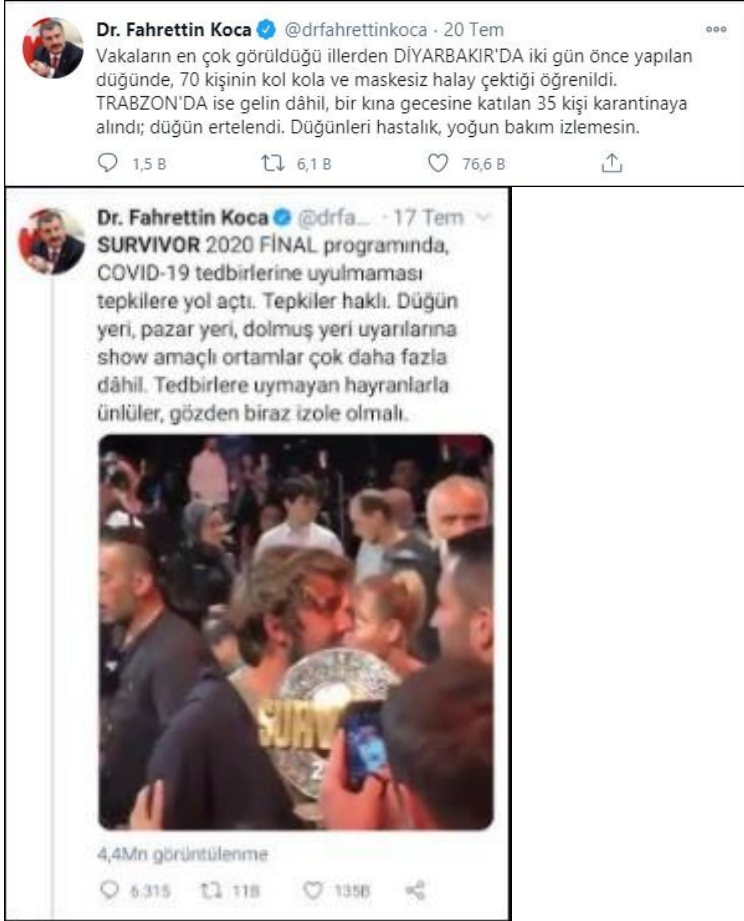 Dr. Fahrettin Koca @drfahrettinkoca · 20 Tem
Vakaların en çok görüldüğü illerden DİYARBAKIR'DA iki gün önce yapılan
düğünde, 70 kişinin kol kola ve maskesiz halay çektiği öğrenildi.
TRABZON'DA ise gelin dâhil, bir kına gecesine katılan 35 kişi karantinaya
alındı; düğün ertelendi. Düğünleri hastalık, yoğun bakım izlemesin.
1,5 B 6,1 B 76,6 B
Dr. Fahrettin Koca @drfa... · 17 Tem
SURVIVOR 2020 FİNAL programında,
COVID-19 tedbirlerine uyulmaması
tepkilere yol açtı. Tepkiler haklı. Düğün
yeri, pazar yeri, dolmuş yeri uyarılarına
show amaçlı ortamlar çok daha fazla
dâhil. Tedbirlere uymayan hayranlarla
ünlüler, gözden biraz izole olmalı.
SURV
2
4,4Mn görüntülenme
6.315 11B 135B